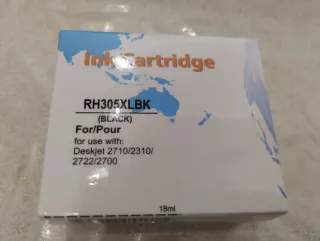 Ink Cartridge
RH305XLBK
(BLACK)
For/Pour
for use with:
Deskjet 2710/2310/
2722/2700
18ml